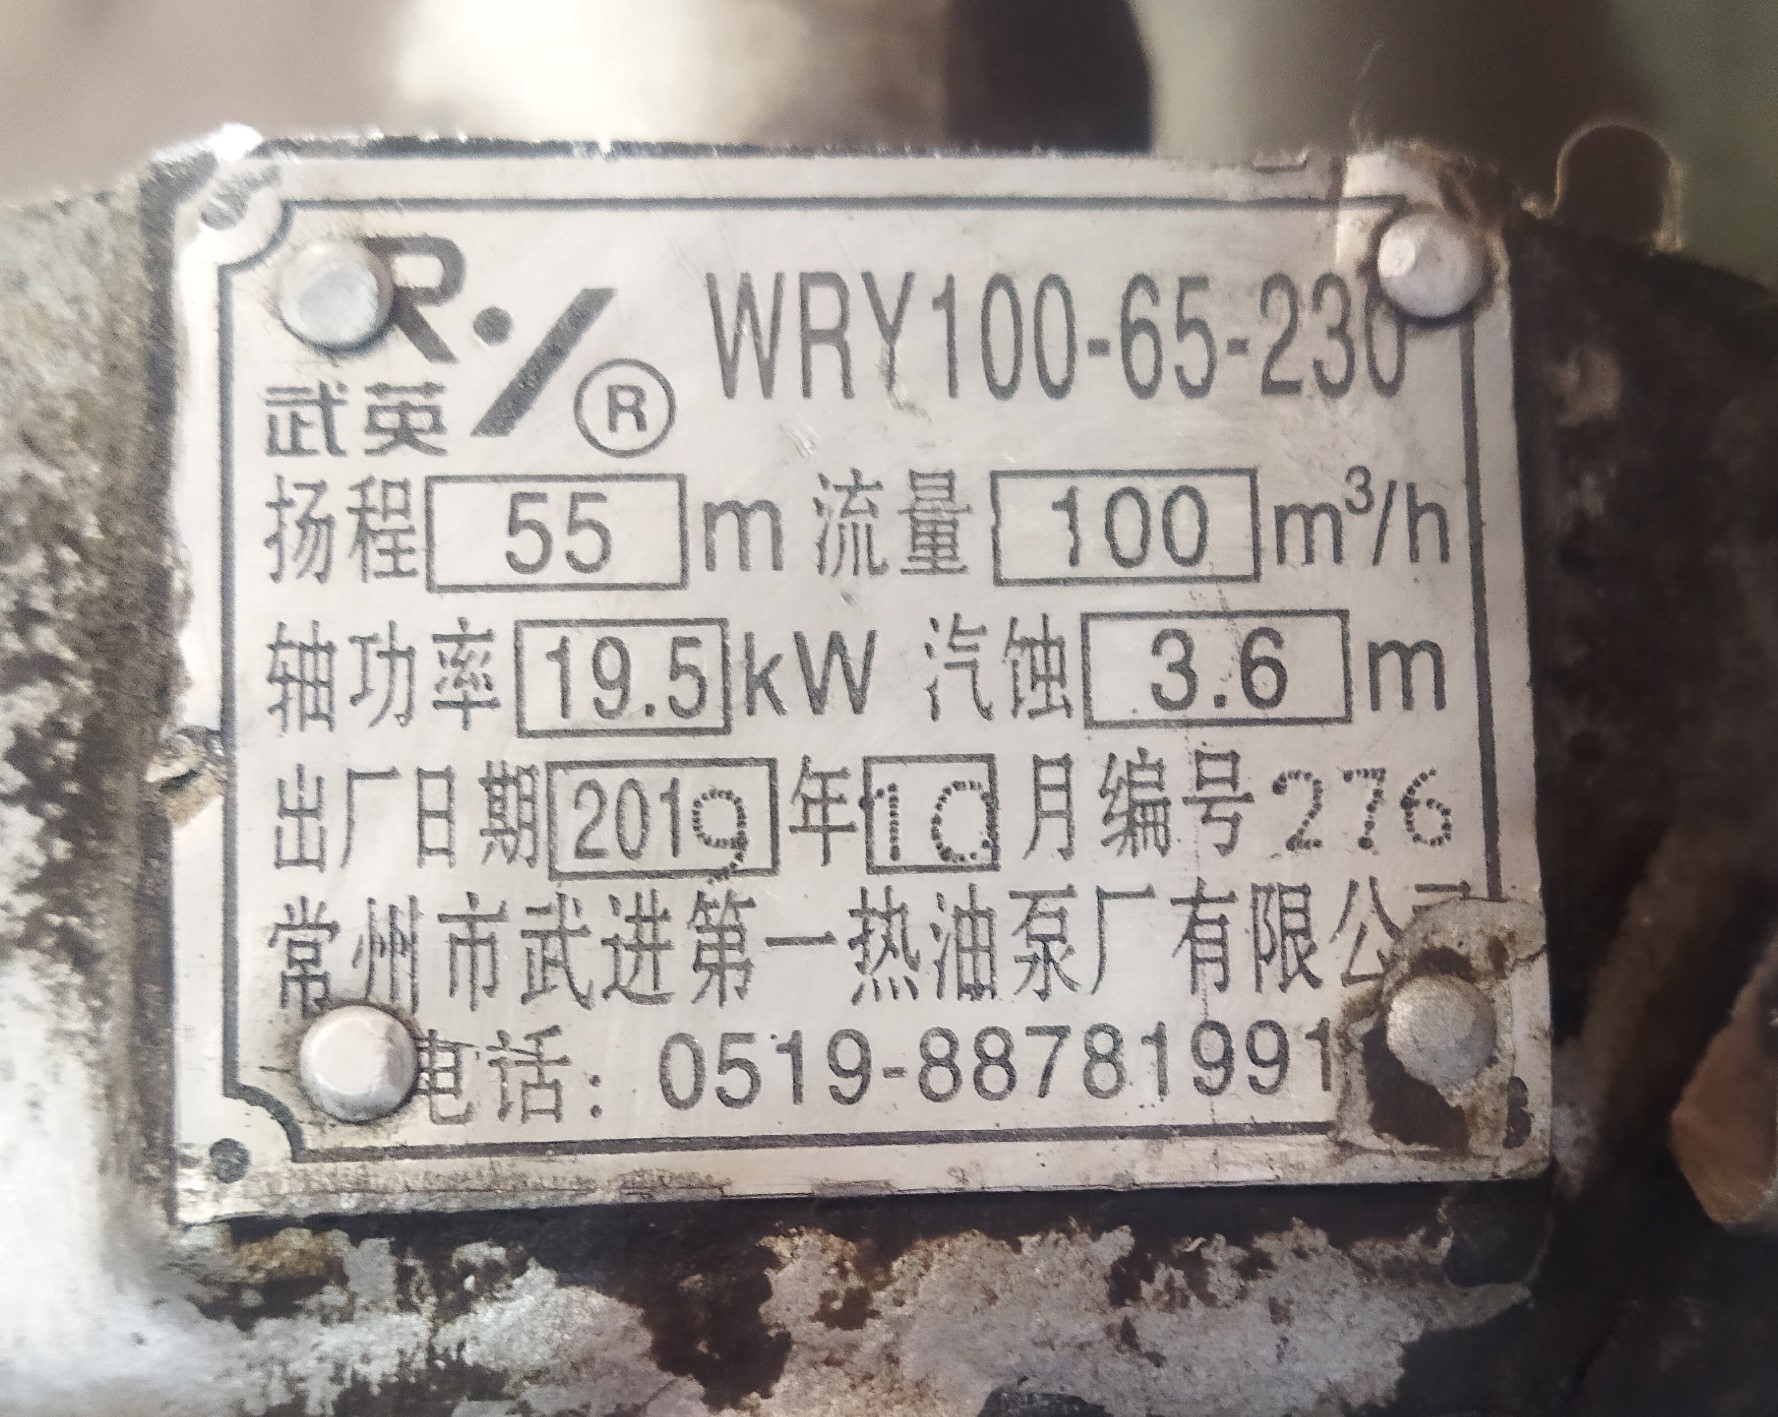 R·/ ® WRY100-65-230
武英
扬程 55 m 流量 100 m³/h
轴功率 19.5 kW 汽蚀 3.6 m
出厂日期 2019 年 10 月 编号 276
常州市武进第一热油泵厂有限公司
电话: 0519-88781991